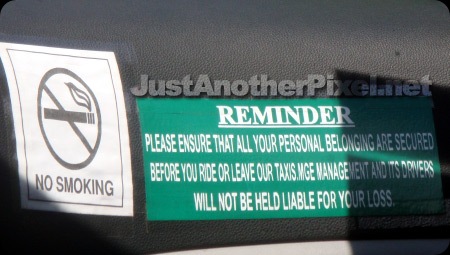 JustAnotherPixel.net
REMINDER
PLEASE ENSURE THAT ALL YOUR PERSONAL BELONGING ARE SECURED
BEFORE YOU RIDE OR LEAVE OUR TAXIS.MGE MANAGEMENT AND ITS DRIVERS
WILL NOT BE HELD LIABLE FOR YOUR LOSS.
NO SMOKING